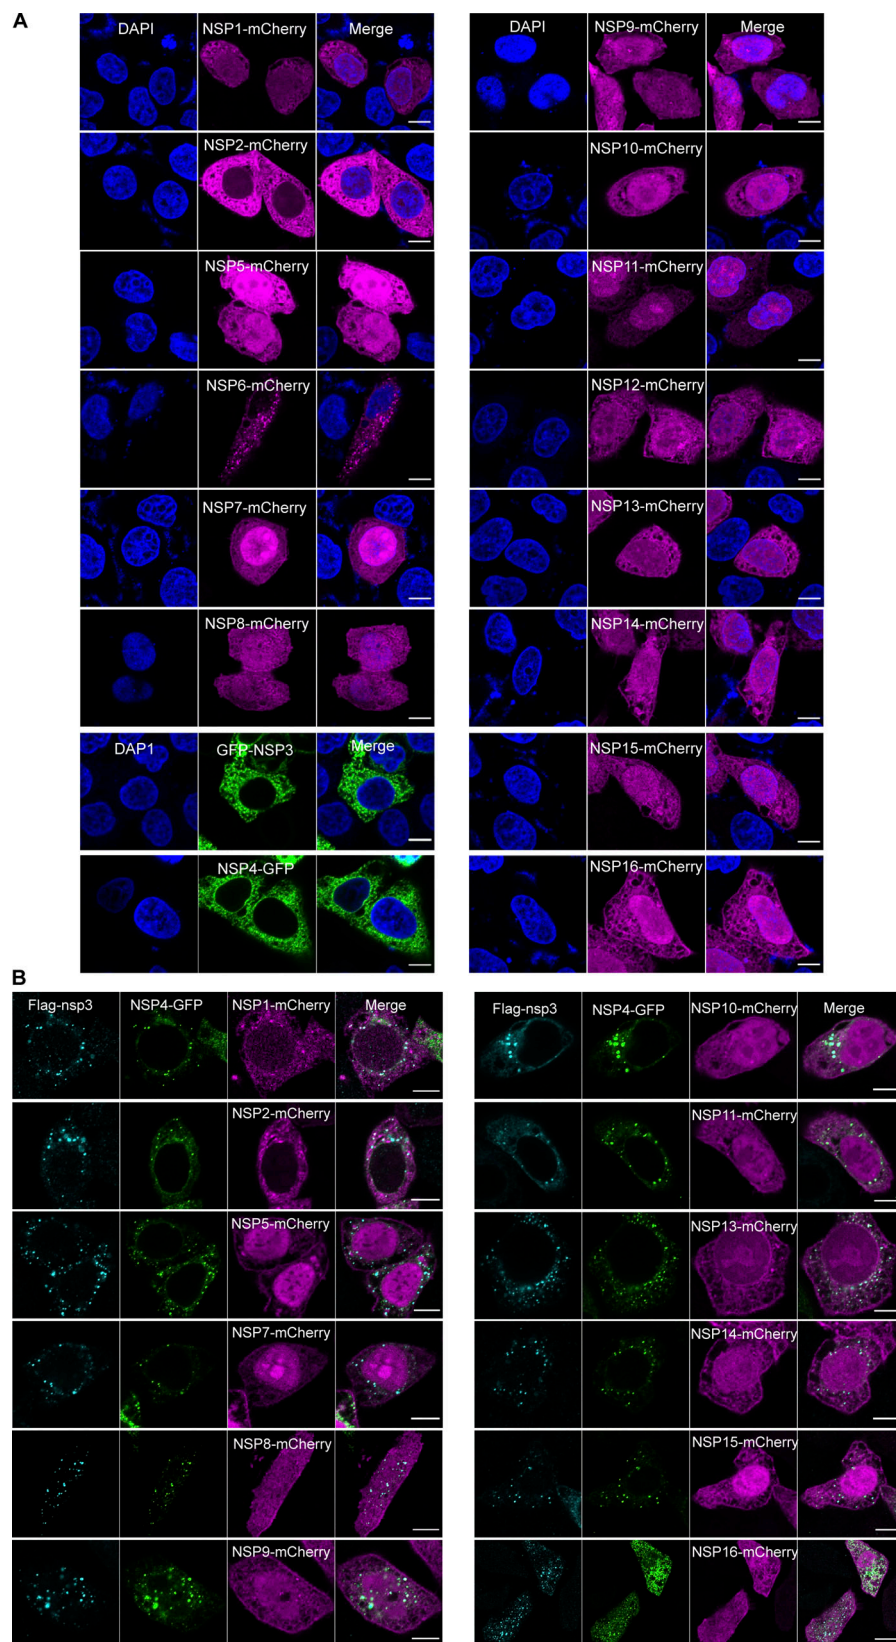 A
DAPI NSP1-mCherry Merge
NSP2-mCherry
NSP5-mCherry
NSP6-mCherry
NSP7-mCherry
NSP8-mCherry
DAP1 GFP-NSP3 Merge
NSP4-GFP
DAPI NSP9-mCherry Merge
NSP10-mCherry
NSP11-mCherry
NSP12-mCherry
NSP13-mCherry
NSP14-mCherry
NSP15-mCherry
NSP16-mCherry
B
Flag-nsp3 NSP4-GFP NSP1-mCherry Merge
NSP2-mCherry
NSP5-mCherry
NSP7-mCherry
NSP8-mCherry
NSP9-mCherry
Flag-nsp3 NSP4-GFP NSP10-mCherry Merge
NSP11-mCherry
NSP13-mCherry
NSP14-mCherry
NSP15-mCherry
NSP16-mCherry